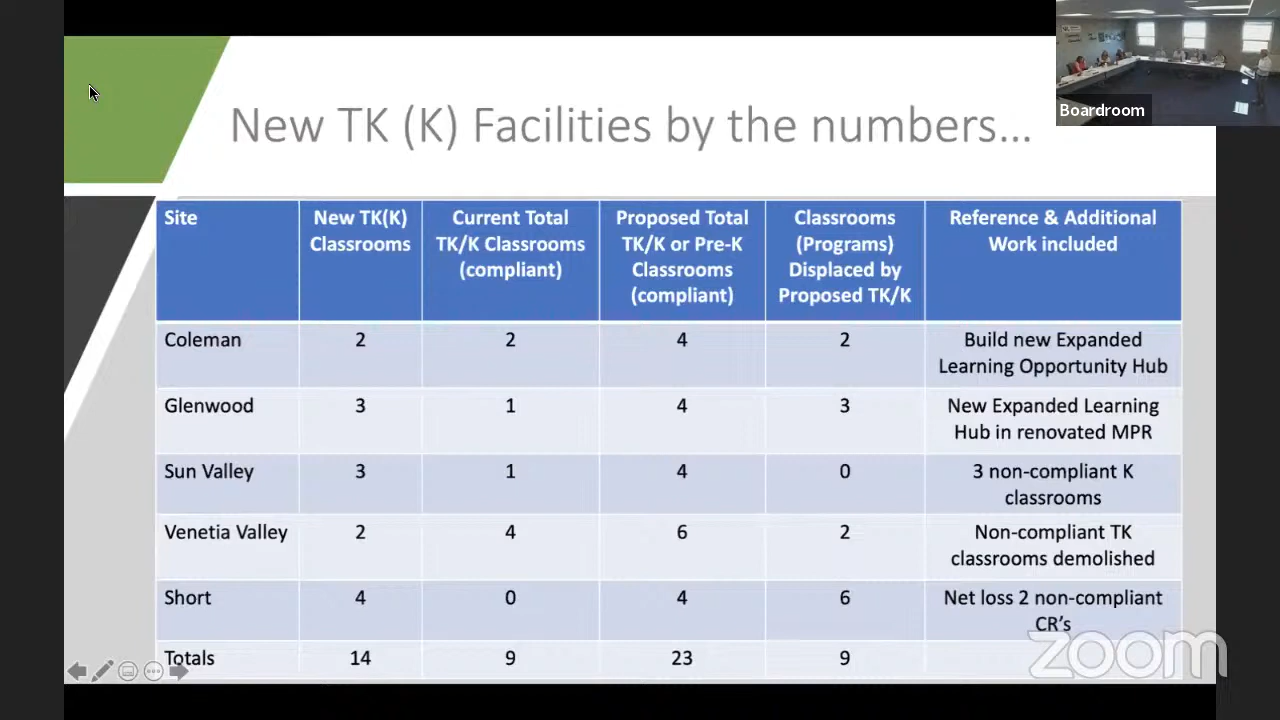 Boardroom
New TK (K) Facilities by the numbers...
Site
New TK(K)
Classrooms
Current Total
TK/K Classrooms
(compliant)
Proposed Total
TK/K or Pre-K
Classrooms
(compliant)
Classrooms
(Programs)
Displaced by
Proposed TK/K
Reference & Additional
Work included
Coleman
2
2
4
2
Build new Expanded
Learning Opportunity Hub
Glenwood
3
1
4
3
New Expanded Learning
Hub in renovated MPR
Sun Valley
3
1
4
0
3 non-compliant K
classrooms
Venetia Valley
2
4
6
2
Non-compliant TK
classrooms demolished
Short
4
0
4
6
Net loss 2 non-compliant
CR's
Totals
14
9
23
9
zoom